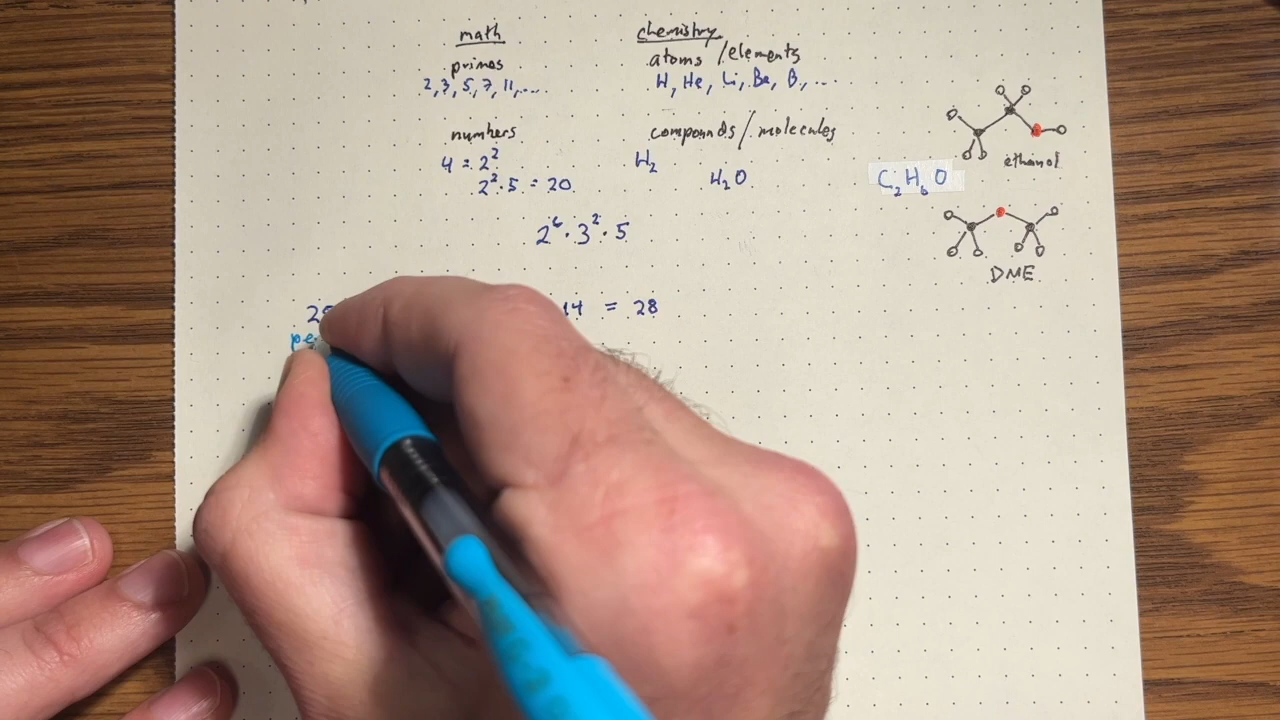 math
primes
2, 3, 5, 7, 11, ....
numbers
4 = 2²
2²·5 = 20
chemistry
atoms / elements
H, He, Li, Be, B, ...
compounds / molecules
H₂
H₂O
2⁶·3²·5
ethanol
C₂H₆O
DME
14 = 28